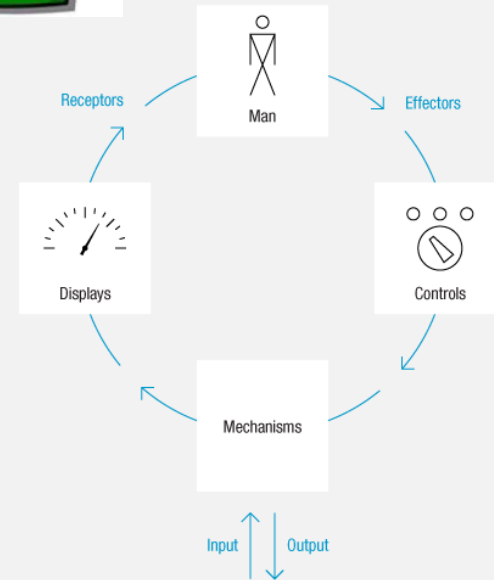 Receptors
Man
Effectors
Displays
Controls
Mechanisms
Input
Output